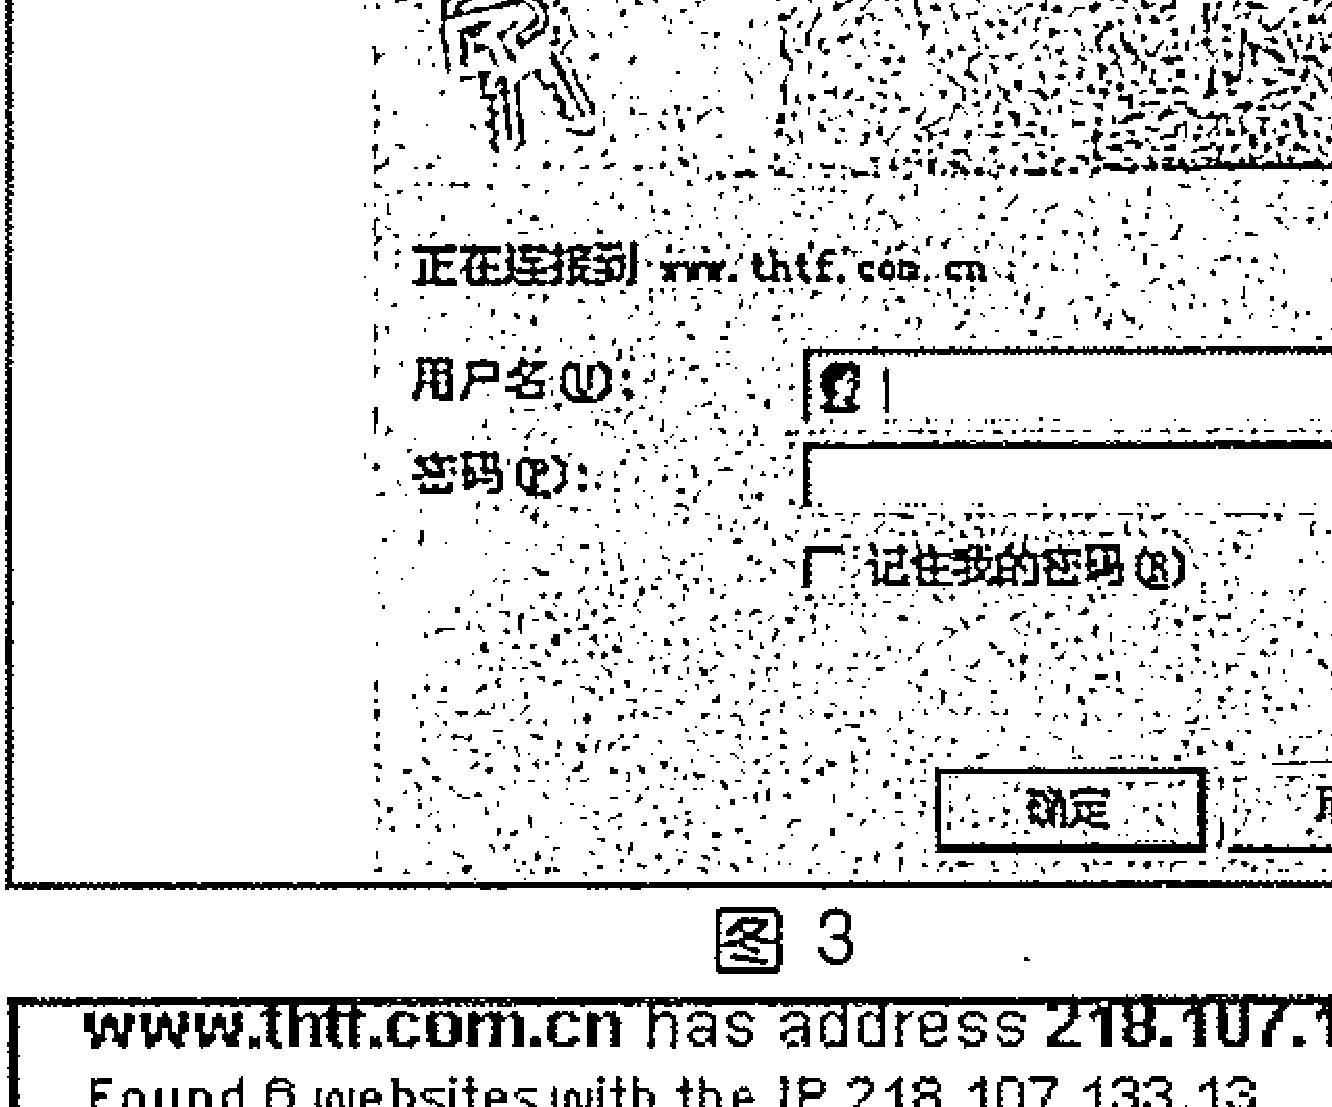 正在连接到 www.thtf.com.cn
用户名(U):
密码(P):
记住我的密码(R)
确定
图 3
www.thtf.com.cn has address 218.107.1
Found 6 websites with the IP 218.107.133.13